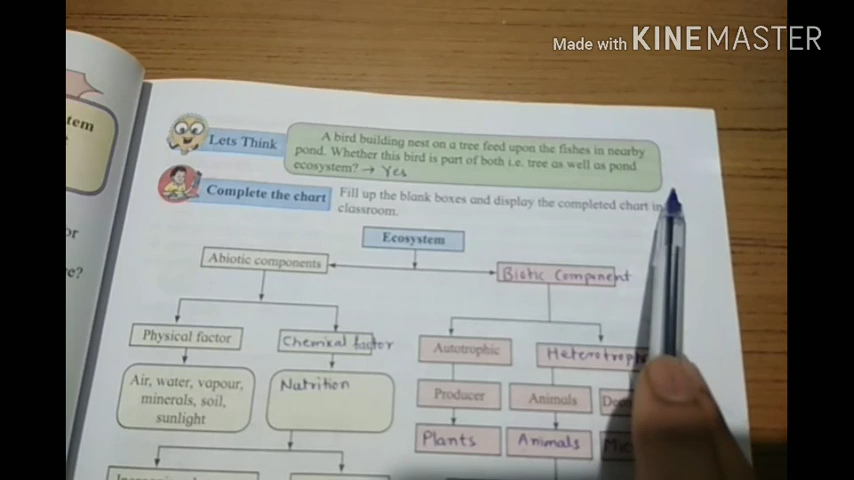 Made with KINEMASTER
tem
Lets Think
A bird building nest on a tree feed upon the fishes in nearby
pond. Whether this bird is part of both i.e. tree as well as pond
ecosystem? → Yes
Complete the chart
Fill up the blank boxes and display the completed chart in
classroom.
or
e?
Ecosystem
Abiotic components
Biotic Component
Physical factor
Chemical factor
Autotrophic
Air, water, vapour,
minerals, soil,
sunlight
Nutrition
Producer
Animals
Plants
Animals